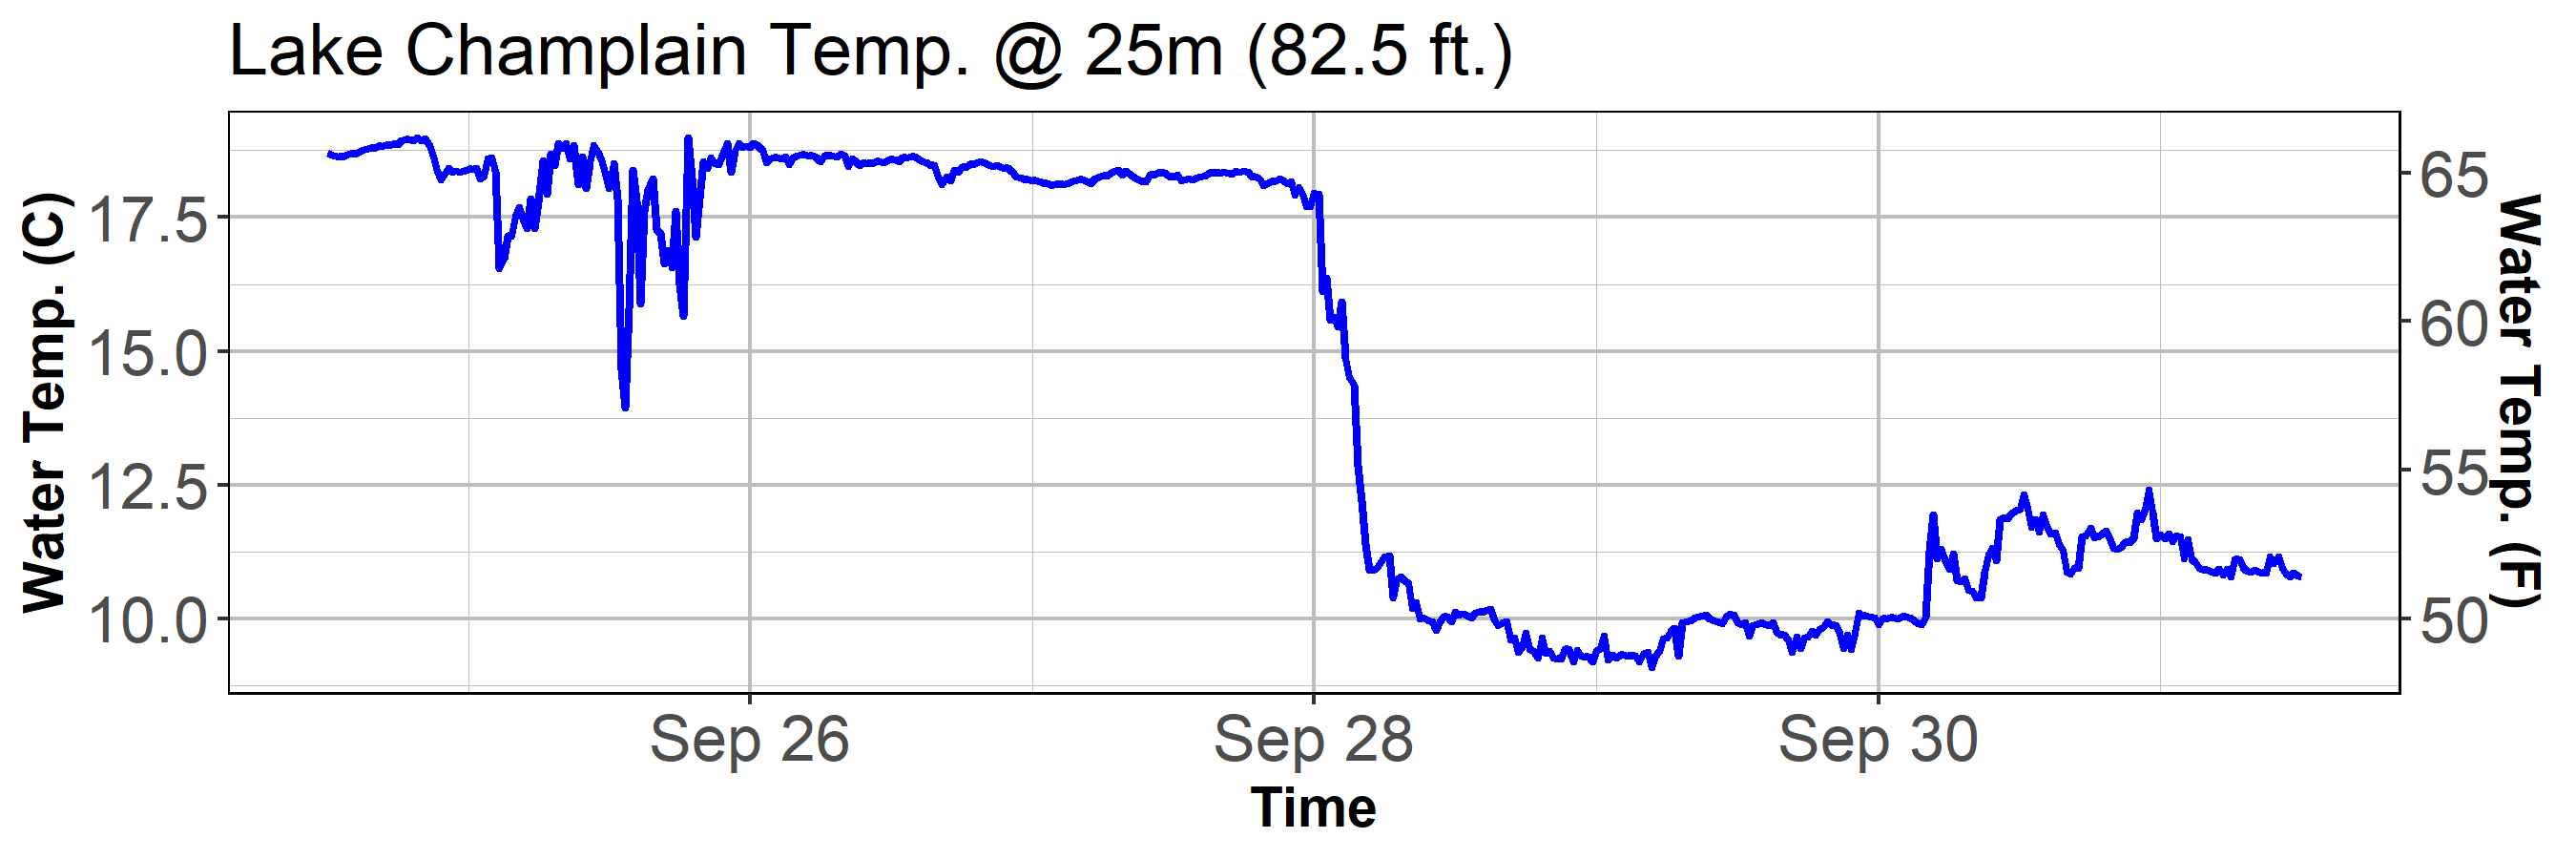 Lake Champlain Temp. @ 25m (82.5 ft.)
Water Temp. (C)
17.5
15.0
12.5
10.0
65
60
55
50
Water Temp. (F)
Sep 26
Sep 28
Sep 30
Time